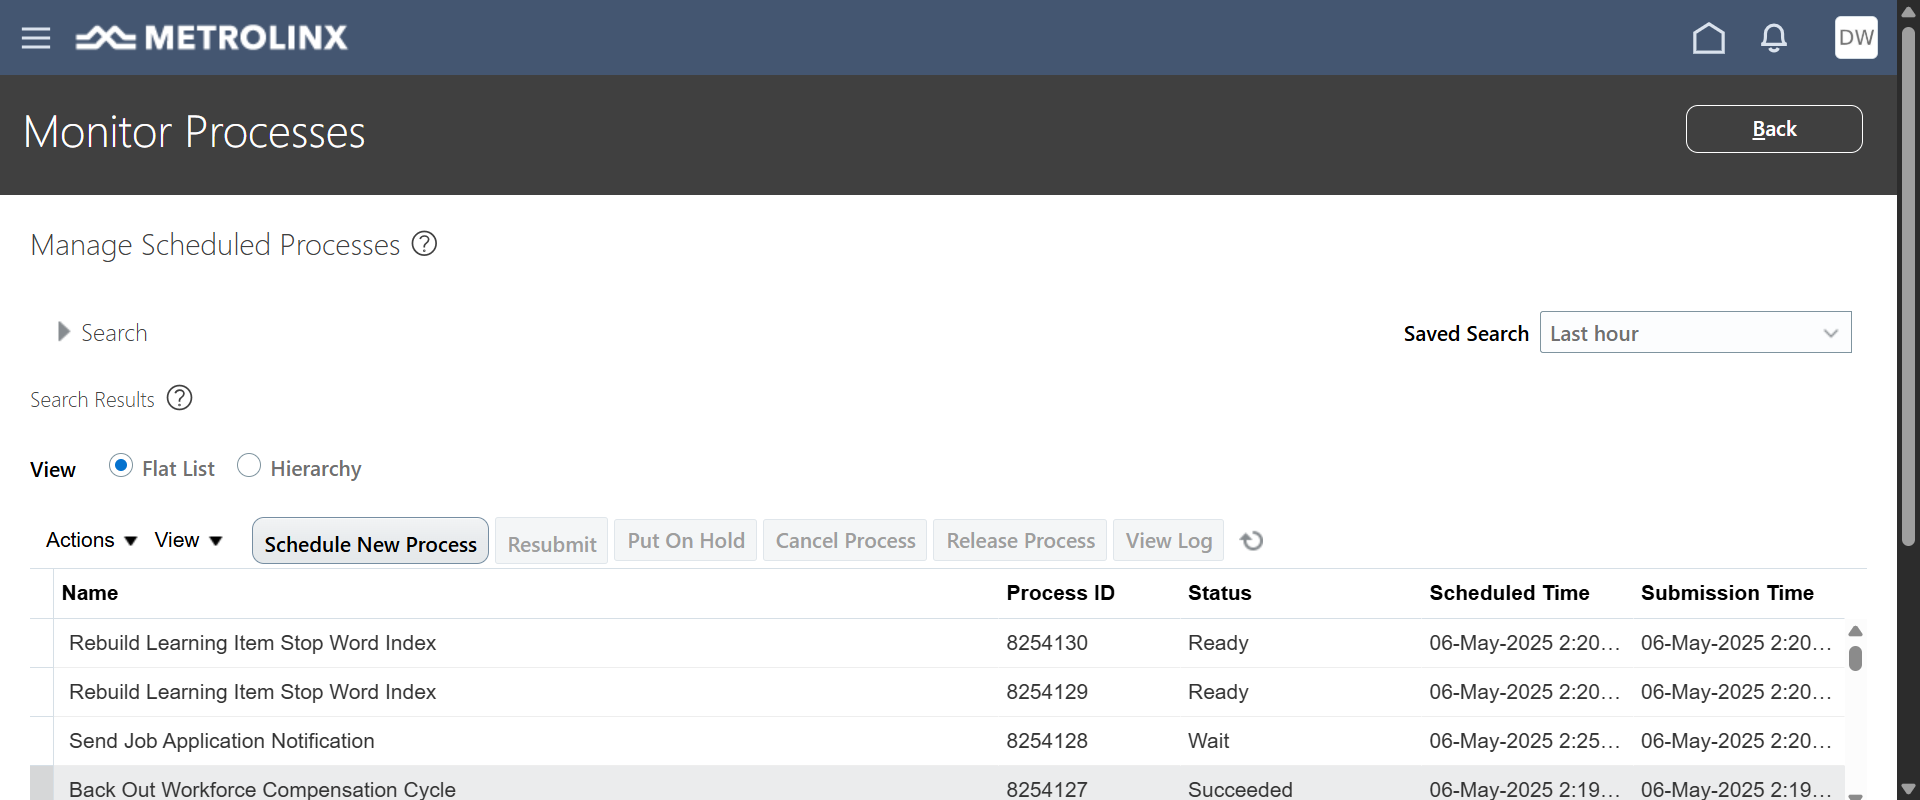 METROLINX
DW
Monitor Processes
Back
Manage Scheduled Processes ?
Search
Saved Search Last hour
Search Results ?
View Flat List Hierarchy
Actions View Schedule New Process Resubmit Put On Hold Cancel Process Release Process View Log
Name Process ID Status Scheduled Time Submission Time
Rebuild Learning Item Stop Word Index 8254130 Ready 06-May-2025 2:20... 06-May-2025 2:20...
Rebuild Learning Item Stop Word Index 8254129 Ready 06-May-2025 2:20... 06-May-2025 2:20...
Send Job Application Notification 8254128 Wait 06-May-2025 2:25... 06-May-2025 2:20...
Back Out Workforce Compensation Cycle 8254127 Succeeded 06-May-2025 2:19... 06-May-2025 2:19...